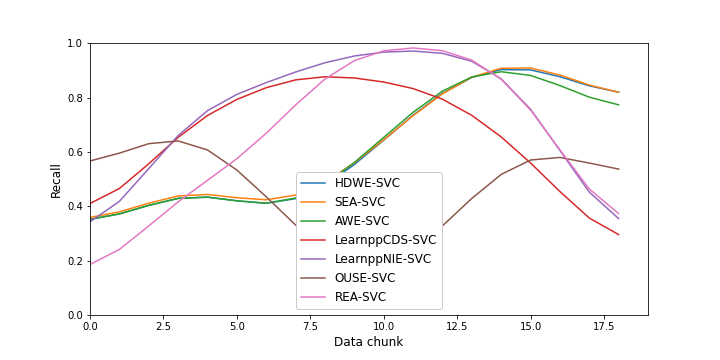 1.0
0.8
0.6
0.4
0.2
0.0
Recall
HDWE-SVC
SEA-SVC
AWE-SVC
LearnppCDS-SVC
LearnppNIE-SVC
OUSE-SVC
REA-SVC
0.0 2.5 5.0 7.5 10.0 12.5 15.0 17.5
Data chunk